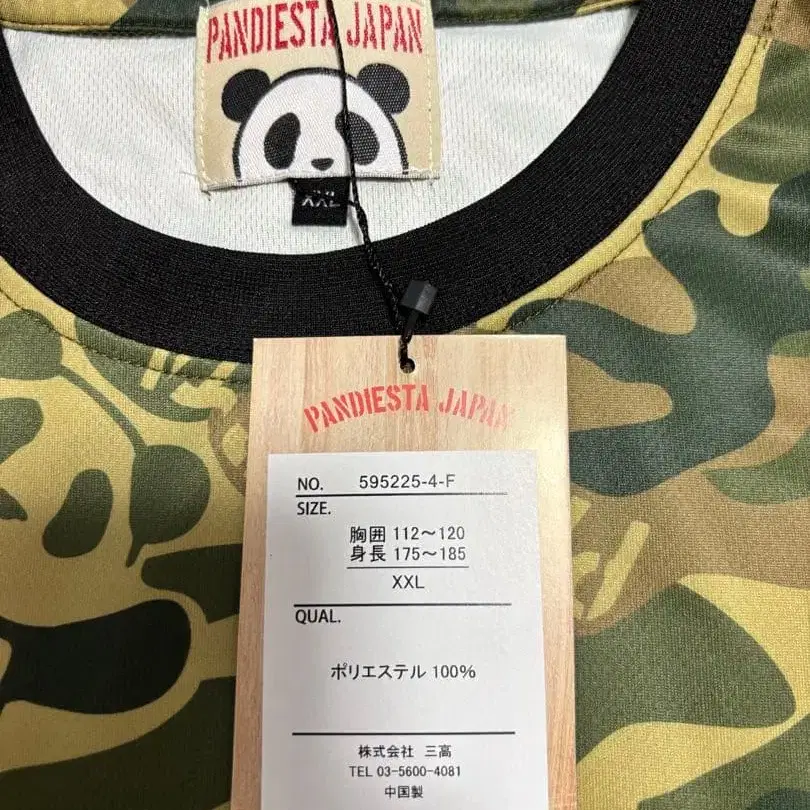 PANDIESTA JAPAN
XXL
PANDIESTA JAPAN
NO. 595225-4-F
SIZE.
胸囲 112～120
身長 175～185
XXL
QUAL.
ポリエステル 100%
株式会社 三高
TEL 03-5600-4081
中国製